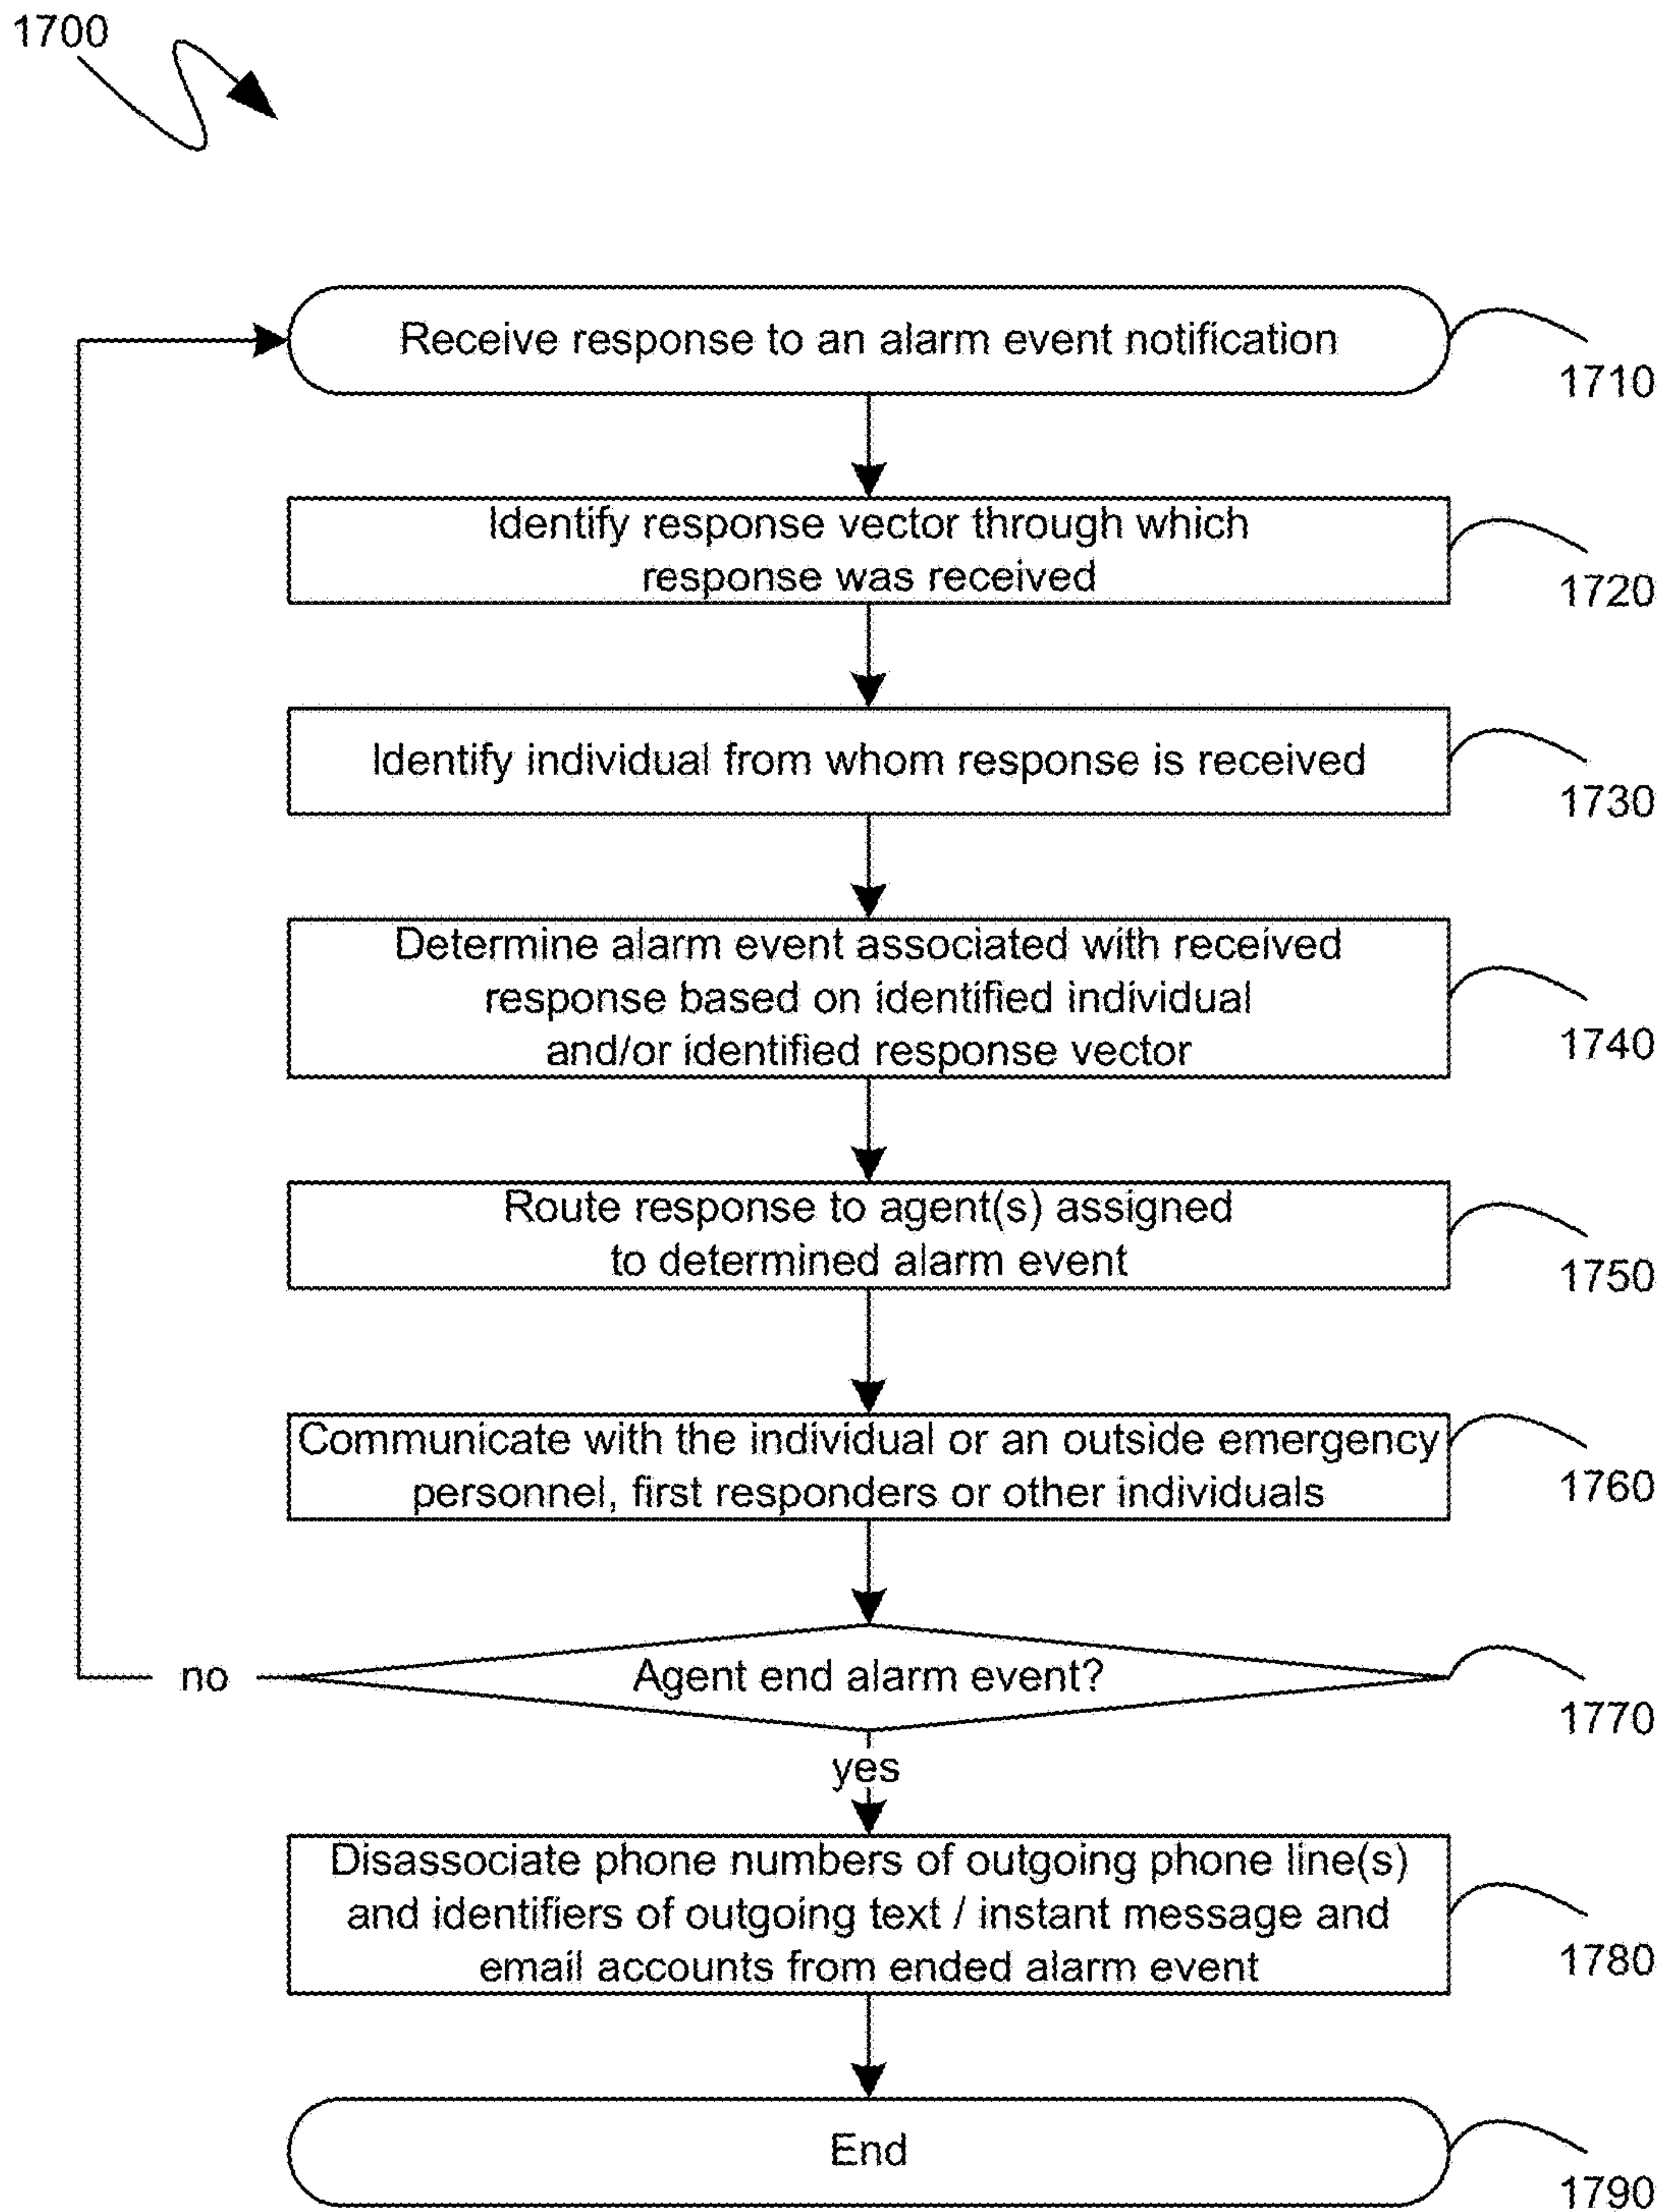 1700
Receive response to an alarm event notification
1710
Identify response vector through which
response was received
1720
Identify individual from whom response is received
1730
Determine alarm event associated with received
response based on identified individual
and/or identified response vector
1740
Route response to agent(s) assigned
to determined alarm event
1750
Communicate with the individual or an outside emergency
personnel, first responders or other individuals
1760
no
Agent end alarm event?
1770
yes
Disassociate phone numbers of outgoing phone line(s)
and identifiers of outgoing text / instant message and
email accounts from ended alarm event
1780
End
1790